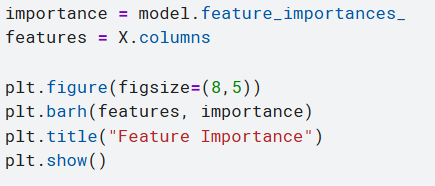 importance = model.feature_importances_
features = X.columns
plt.figure(figsize=(8,5))
plt.barh(features, importance)
plt.title("Feature Importance")
plt.show()